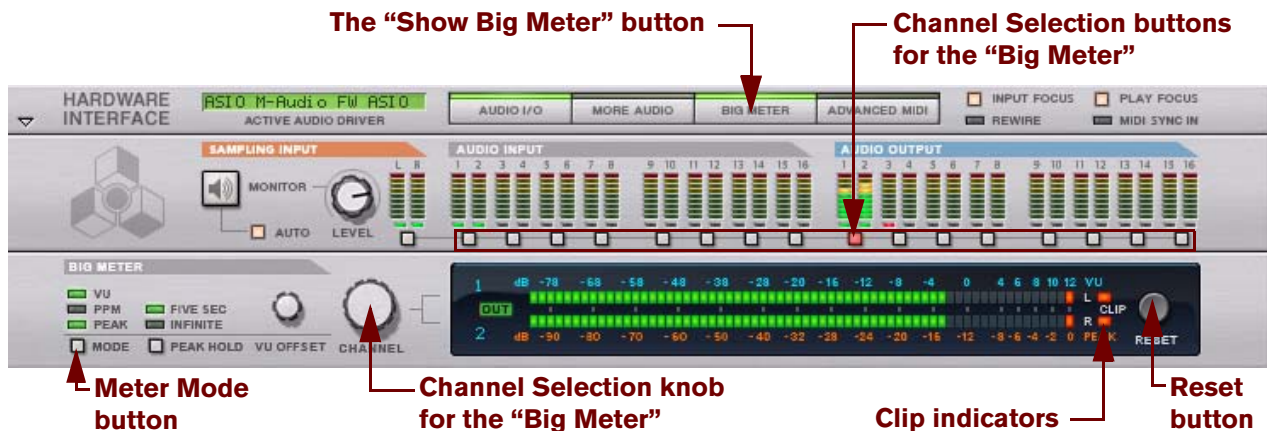 The “Show Big Meter” button
Channel Selection buttons
for the “Big Meter”
HARDWARE
INTERFACE
ASIO M-Audio FW ASIO
ACTIVE AUDIO DRIVER
AUDIO I/O
MORE AUDIO
BIG METER
ADVANCED MIDI
INPUT FOCUS
PLAY FOCUS
REWIRE
MIDI SYNC IN
SAMPLING INPUT
AUDIO INPUT
AUDIO OUTPUT
L R
1 2 3 4 5 6 7 8 9 10 11 12 13 14 15 16
1 2 3 4 5 6 7 8 9 10 11 12 13 14 15 16
MONITOR
AUTO
LEVEL
BIG METER
VU
PPM
PEAK
FIVE SEC
INFINITE
MODE
PEAK HOLD
VU OFFSET
CHANNEL
1 dB -78 -68 -58 -48 -38 -28 -20 -16 -12 -8 -4 0 4 6 8 10 12 VU
L
OUT
CLIP
R
2 dB -90 -80 -70 -60 -50 -40 -32 -28 -24 -20 -16 -12 -8 -6 -4 -2 0 PEAK
RESET
Meter Mode
button
Channel Selection knob
for the “Big Meter”
Clip indicators
Reset
button